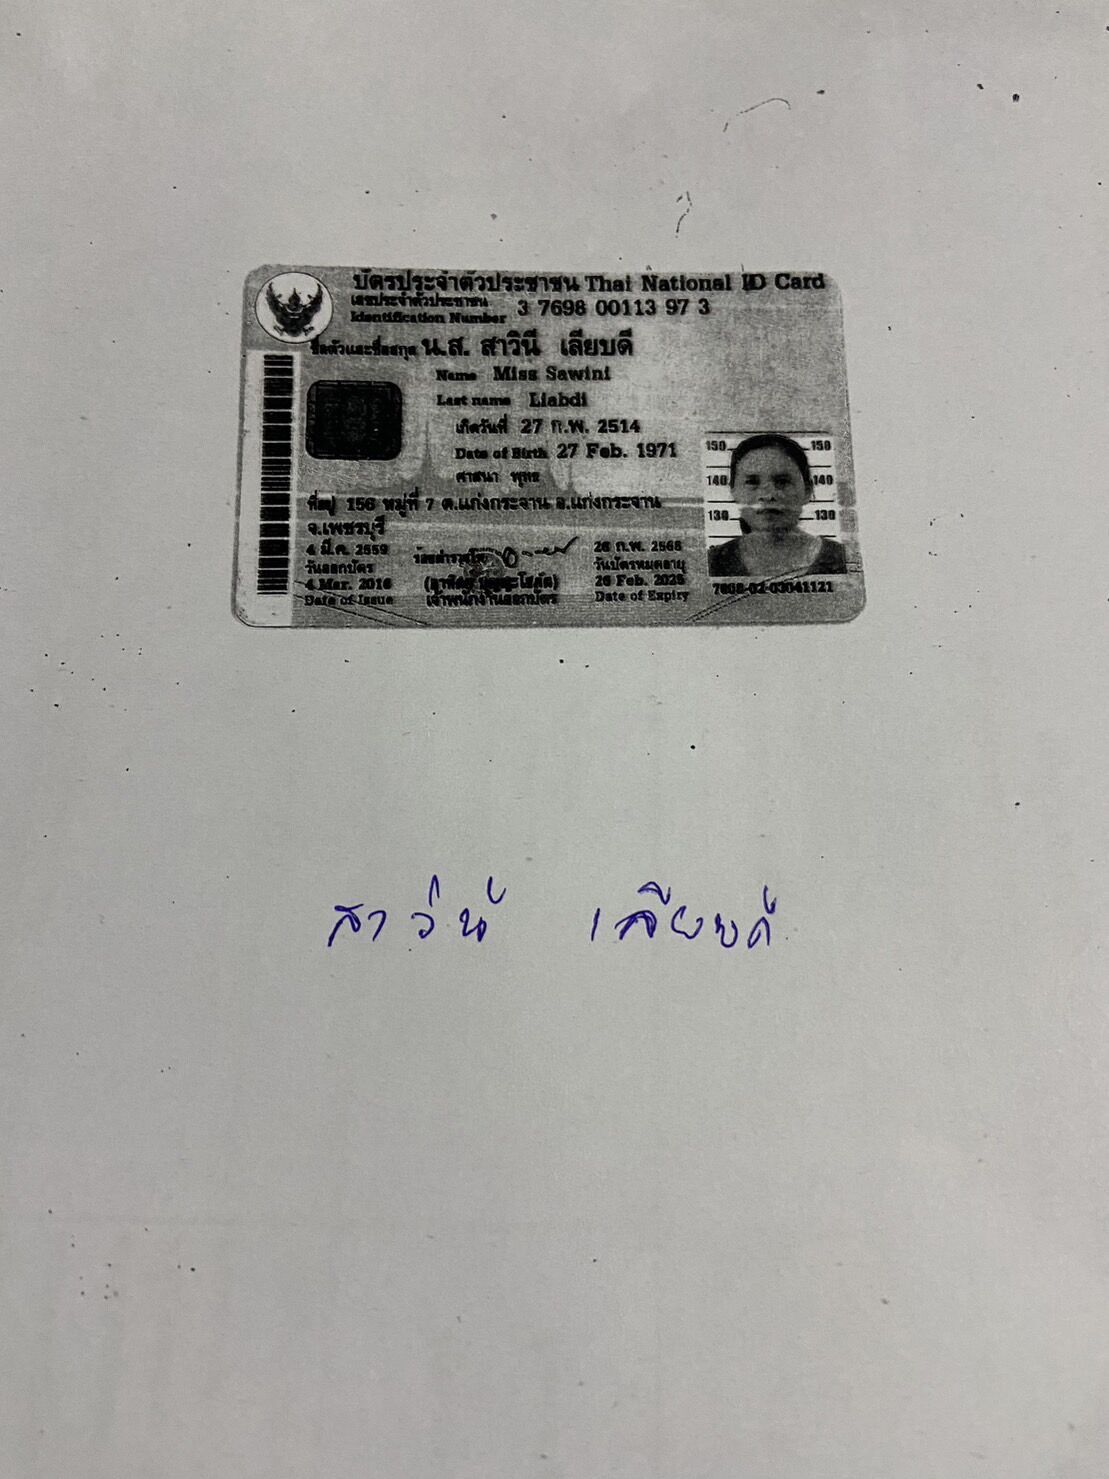 บัตรประจำตัวประชาชน Thai National ID Card
เลขประจำตัวประชาชน
Identification Number 3 7698 00113 97 3
ชื่อตัวและชื่อสกุล น.ส. สาวินี เลียบดี
Name Miss Sawini
Last name Liabdi
เกิดวันที่ 27 ก.พ. 2514
Date of Birth 27 Feb. 1971
ศาสนา พุทธ
ที่อยู่ 156 หมู่ที่ 7 ต.แก่งกระจาน อ.แก่งกระจาน
จ.เพชรบุรี
4 มี.ค. 2559
วันออกบัตร
4 Mar. 2016
Date of Issue
เจ้าพนักงานออกบัตร
26 ก.พ. 2568
วันบัตรหมดอายุ
26 Feb. 2025
Date of Expiry
150 150
140 140
130 130
7608-02-03041121
สาวินี เลียบดี